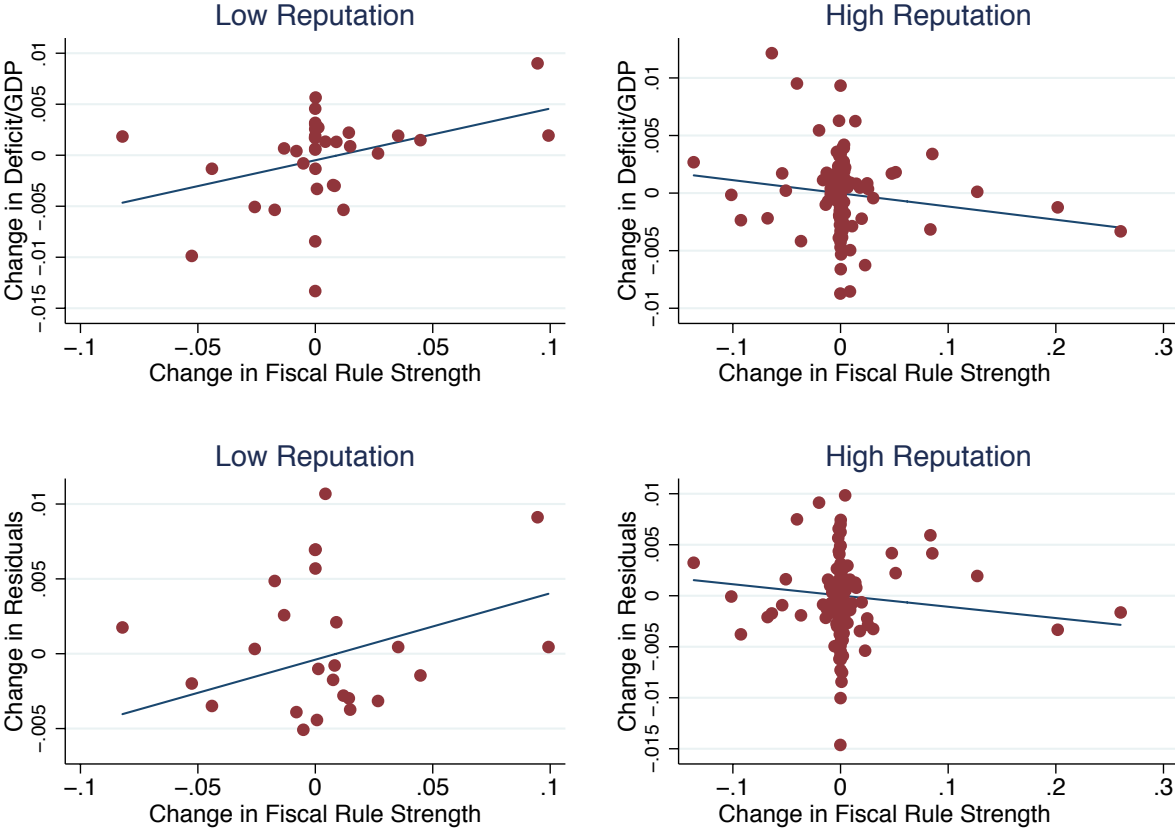 Low Reputation
Change in Deficit/GDP
.01
.005
0
−.005
−.01
−.015
−.1 −.05 0 .05 .1
Change in Fiscal Rule Strength
High Reputation
Change in Deficit/GDP
.01
.005
0
−.005
−.01
−.1 0 .1 .2 .3
Change in Fiscal Rule Strength
Low Reputation
Change in Residuals
.01
.005
0
−.005
−.1 −.05 0 .05 .1
Change in Fiscal Rule Strength
High Reputation
Change in Residuals
.01
.005
0
−.005
−.01
−.015
−.1 0 .1 .2 .3
Change in Fiscal Rule Strength